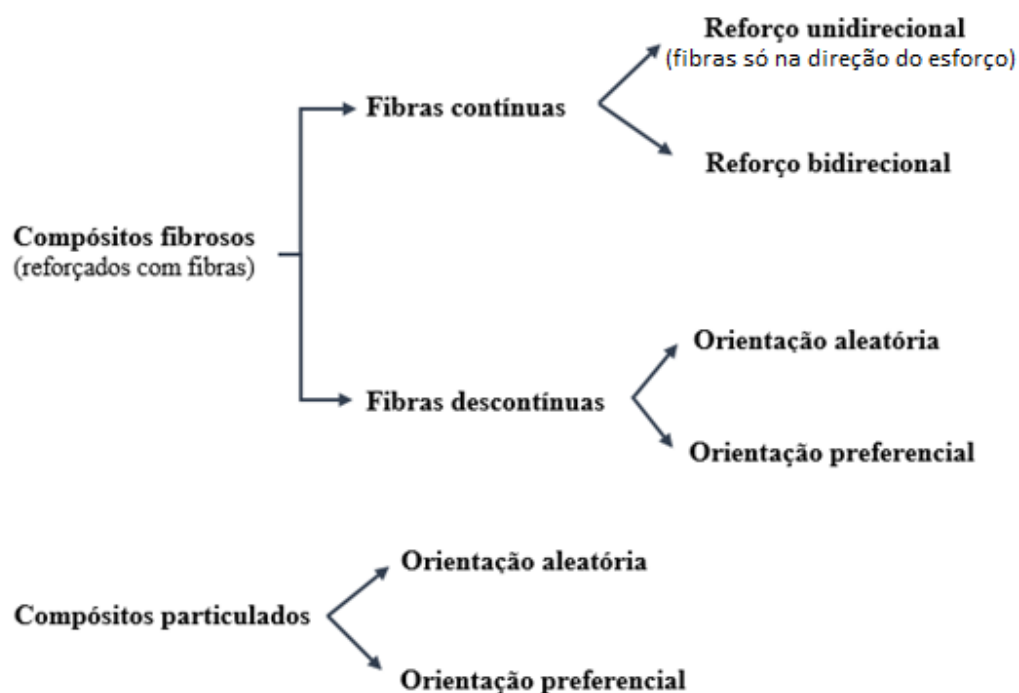 Reforço unidirecional
(fibras só na direção do esforço)
Fibras contínuas
Reforço bidirecional
Compósitos fibrosos
(reforçados com fibras)
Orientação aleatória
Fibras descontínuas
Orientação preferencial
Orientação aleatória
Compósitos particulados
Orientação preferencial